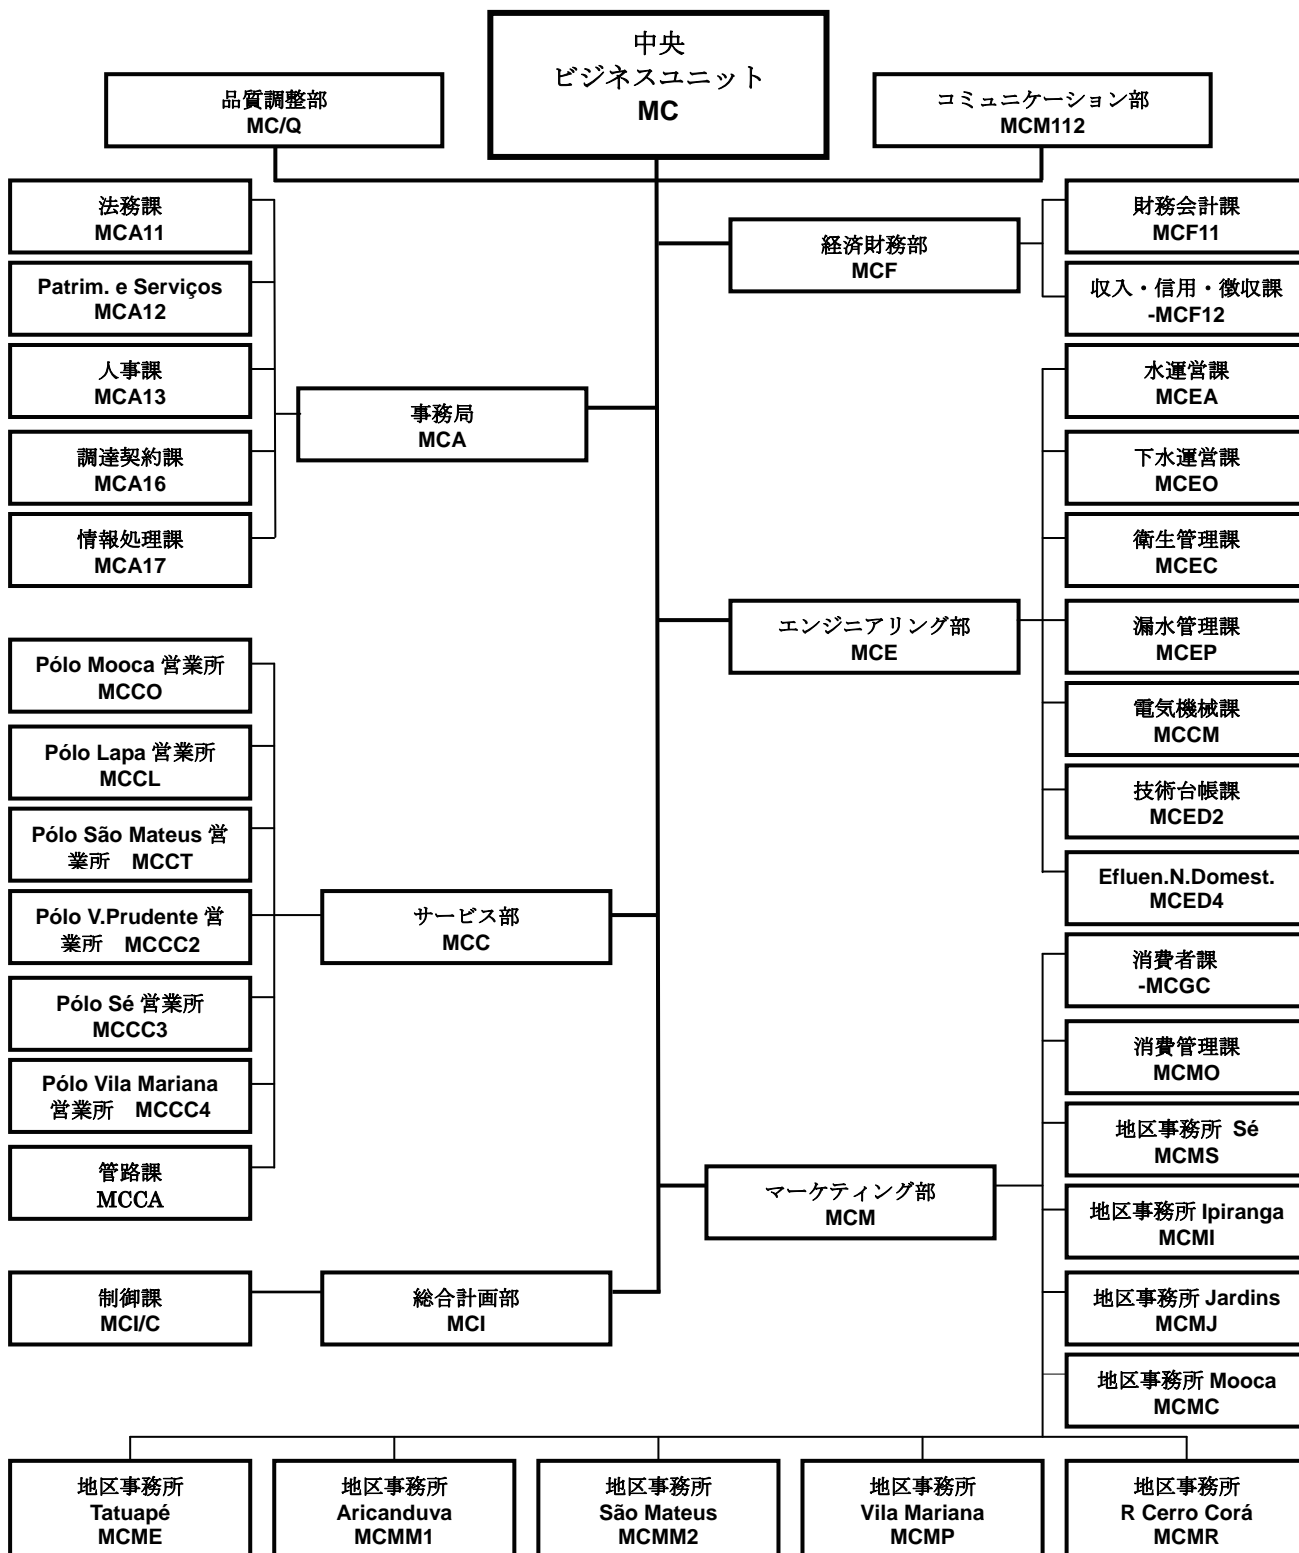 中央
ビジネスユニット
MC
品質調整部
MC/Q
コミュニケーション部
MCM112
法務課
MCA11
Patrim. e Serviços
MCA12
人事課
MCA13
調達契約課
MCA16
情報処理課
MCA17
事務局
MCA
経済財務部
MCF
財務会計課
MCF11
収入・信用・徴収課
-MCF12
エンジニアリング部
MCE
水運営課
MCEA
下水運営課
MCEO
衛生管理課
MCEC
漏水管理課
MCEP
電気機械課
MCCM
技術台帳課
MCED2
Efluen.N.Domest.
MCED4
Pólo Mooca 営業所
MCCO
Pólo Lapa 営業所
MCCL
Pólo São Mateus 営
業所　MCCT
Pólo V.Prudente 営
業所　MCCC2
Pólo Sé 営業所
MCCC3
Pólo Vila Mariana
営業所　MCCC4
管路課
MCCA
サービス部
MCC
マーケティング部
MCM
消費者課
-MCGC
消費管理課
MCMO
地区事務所 Sé
MCMS
地区事務所 Ipiranga
MCMI
地区事務所 Jardins
MCMJ
地区事務所 Mooca
MCMC
制御課
MCI/C
総合計画部
MCI
地区事務所
Tatuapé
MCME
地区事務所
Aricanduva
MCMM1
地区事務所
São Mateus
MCMM2
地区事務所
Vila Mariana
MCMP
地区事務所
R Cerro Corá
MCMR